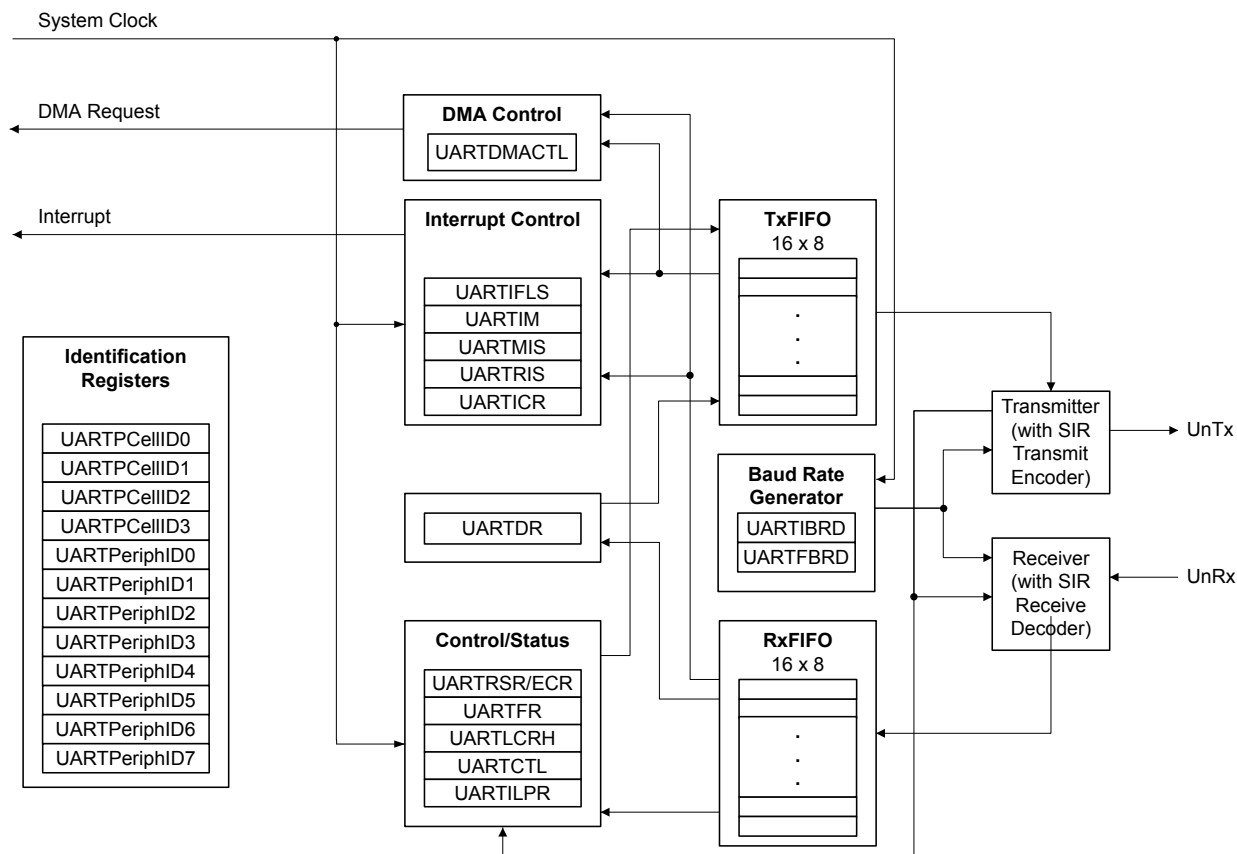 System Clock
DMA Request
DMA Control
UARTDMACTL
Interrupt
Interrupt Control
UARTIFLS
UARTIM
UARTMIS
UARTRIS
UARTICR
TxFIFO
16 x 8
.
.
.
Identification
Registers
UARTPCellID0
UARTPCellID1
UARTPCellID2
UARTPCellID3
UARTPeriphID0
UARTPeriphID1
UARTPeriphID2
UARTPeriphID3
UARTPeriphID4
UARTPeriphID5
UARTPeriphID6
UARTPeriphID7
Transmitter
(with SIR
Transmit
Encoder)
UnTx
Baud Rate
Generator
UARTIBRD
UARTFBRD
UARTDR
Receiver
(with SIR
Receive
Decoder)
UnRx
Control/Status
UARTRSR/ECR
UARTFR
UARTLCRH
UARTCTL
UARTILPR
RxFIFO
16 x 8
.
.
.